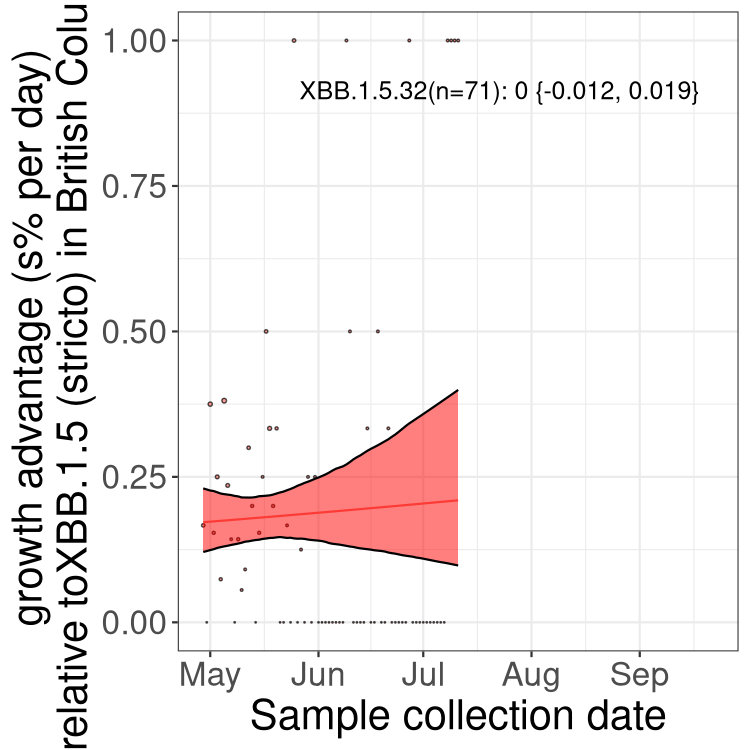 growth advantage (s% per day)
relative toXBB.1.5 (stricto) in British Colu
1.00
0.75
0.50
0.25
0.00
XBB.1.5.32(n=71): 0 {-0.012, 0.019}
May Jun Jul Aug Sep
Sample collection date